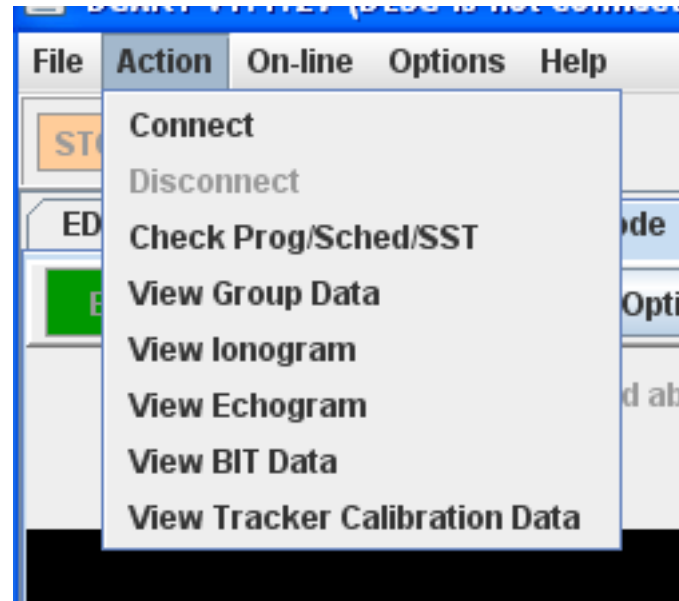 File Action On-line Options Help
Connect
Disconnect
Check Prog/Sched/SST
View Group Data
View Ionogram
View Echogram
View BIT Data
View Tracker Calibration Data